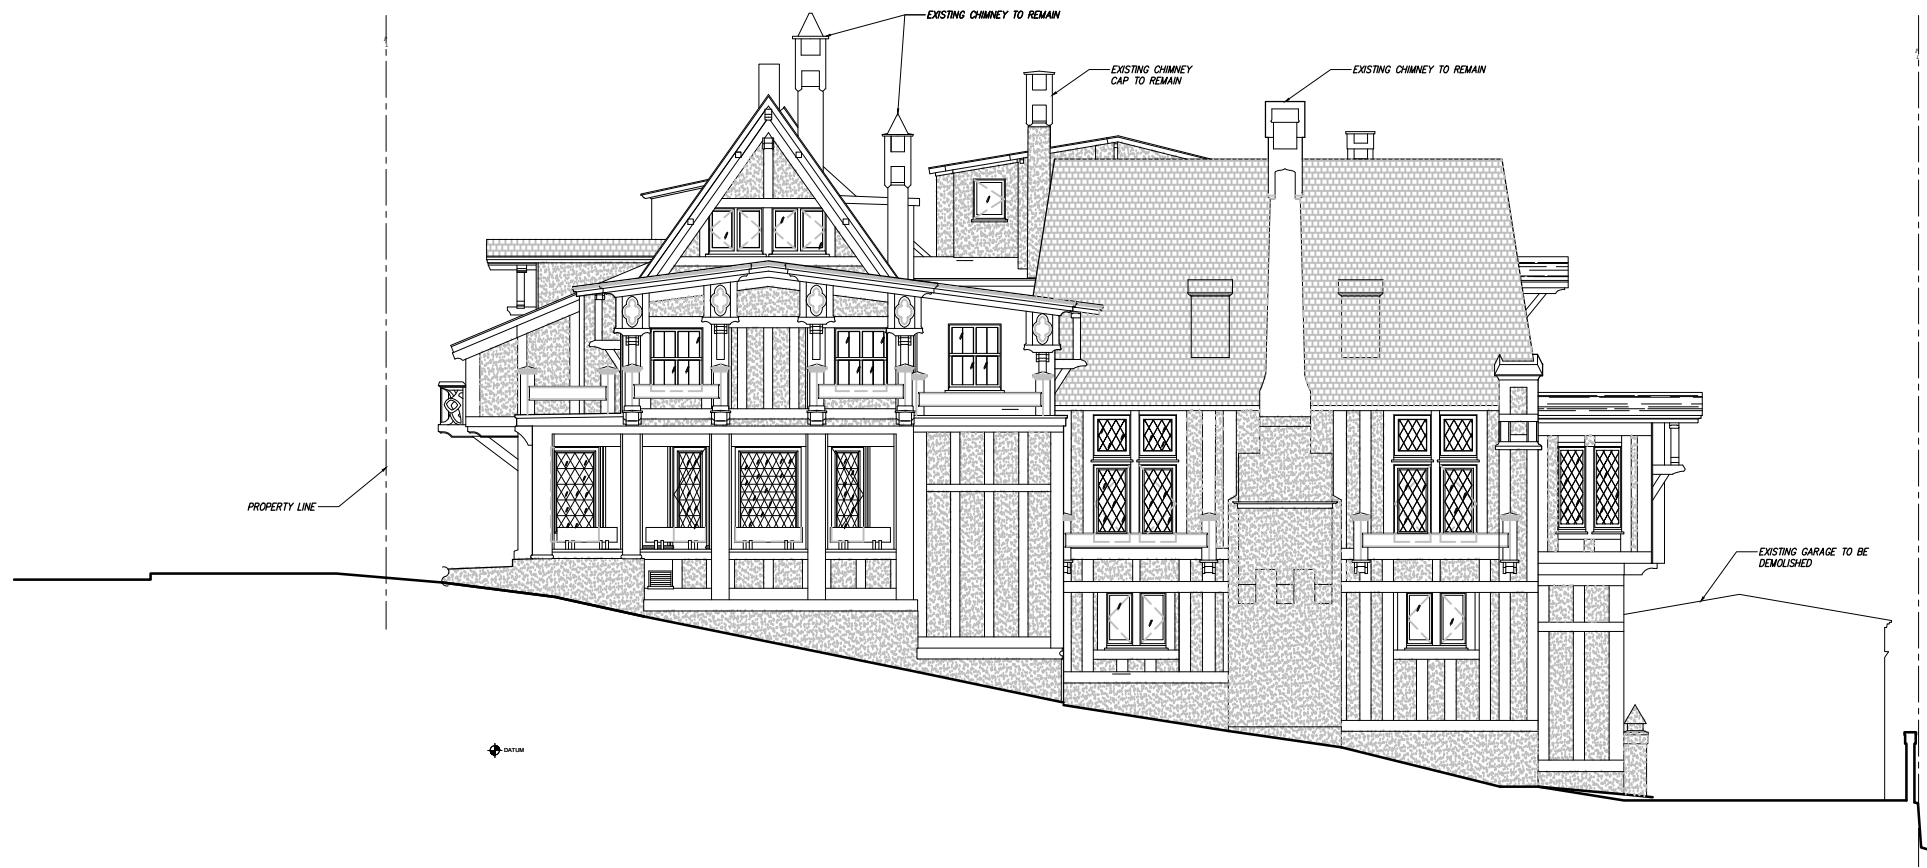 EXISTING CHIMNEY TO REMAIN
EXISTING CHIMNEY
CAP TO REMAIN
EXISTING CHIMNEY TO REMAIN
PROPERTY LINE
EXISTING GARAGE TO BE
DEMOLISHED
DATUM